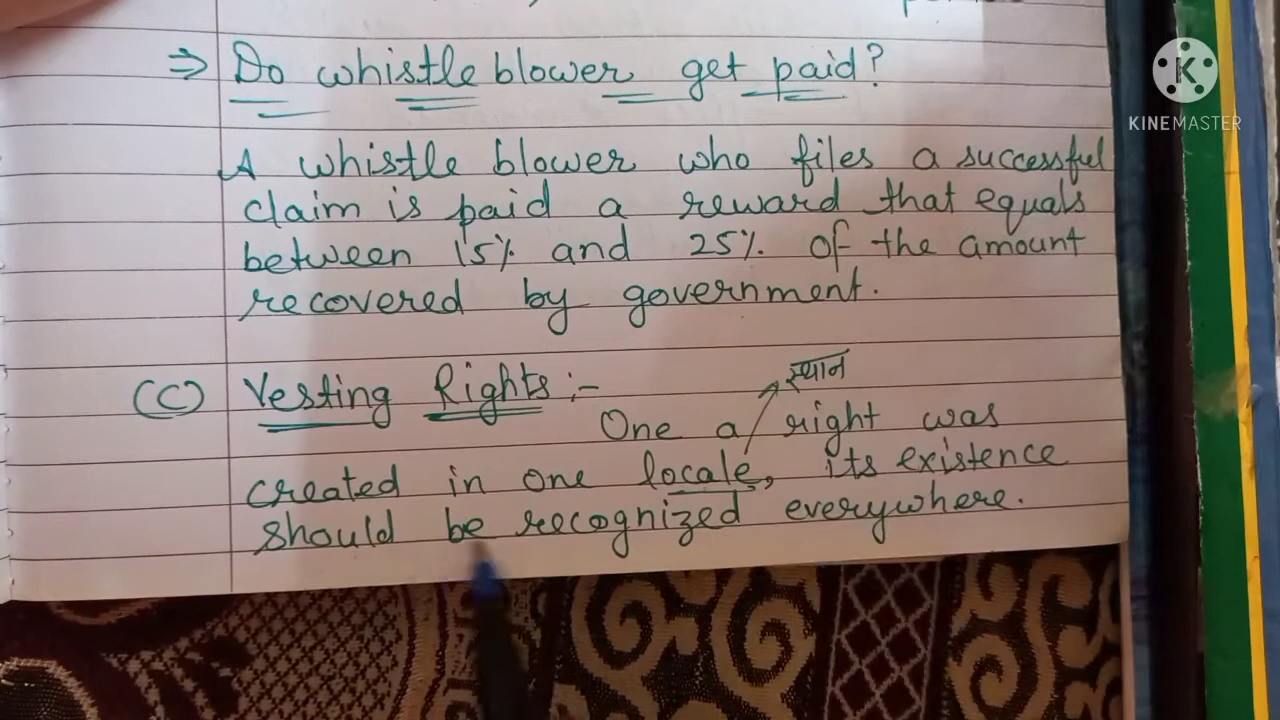 ⇒ Do whistle blower get paid?
KINEMASTER
A whistle blower who files a successful
claim is paid a reward that equals
between 15% and 25% of the amount
recovered by government.
(C) Vesting Rights :-
स्थान
One a right was
created in one locale, its existence
should be recognized everywhere.